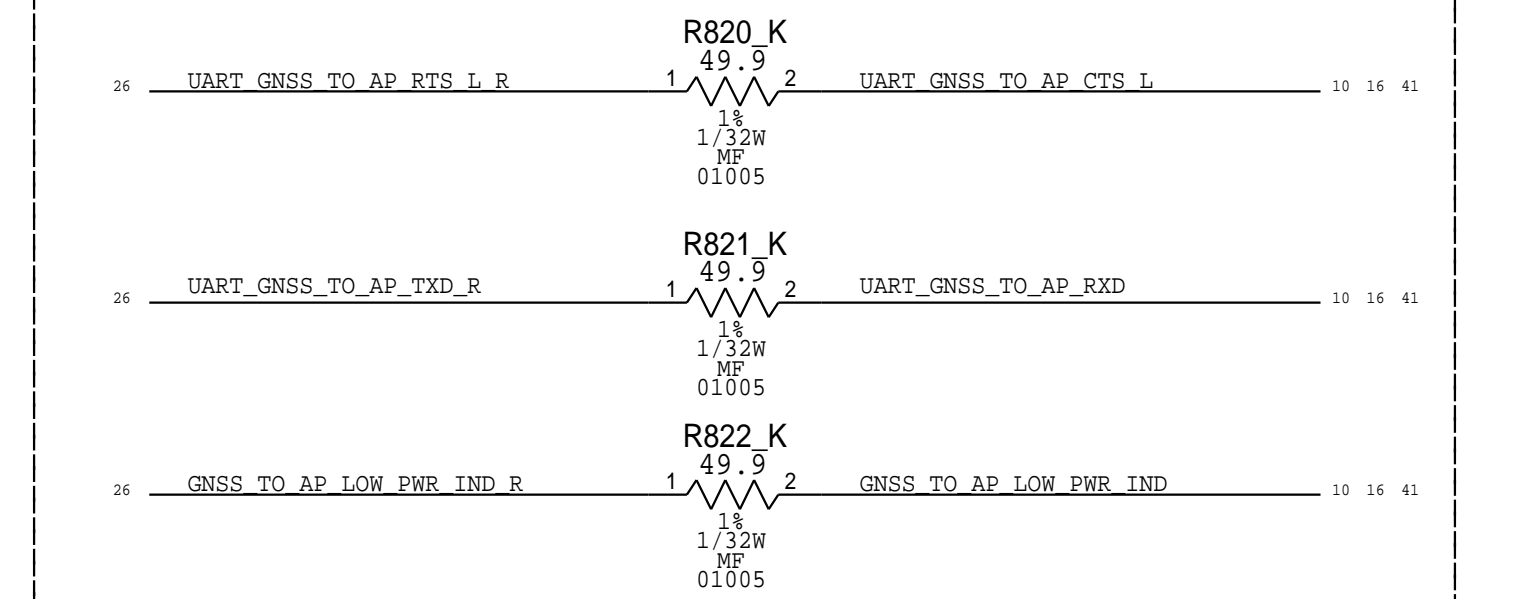 R820_K
49.9
26 UART_GNSS_TO_AP_RTS_L_R 1 2 UART_GNSS_TO_AP_CTS_L 10 16 41
1%
1/32W
MF
01005
R821_K
49.9
26 UART_GNSS_TO_AP_TXD_R 1 2 UART_GNSS_TO_AP_RXD 10 16 41
1%
1/32W
MF
01005
R822_K
49.9
26 GNSS_TO_AP_LOW_PWR_IND_R 1 2 GNSS_TO_AP_LOW_PWR_IND 10 16 41
1%
1/32W
MF
01005